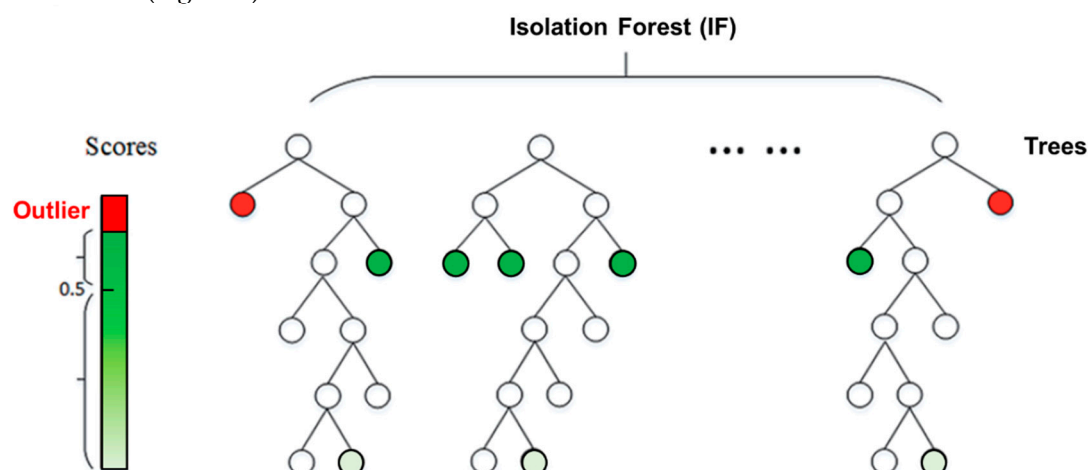 Isolation Forest (IF)
Scores
... ...
Trees
Outlier
0.5